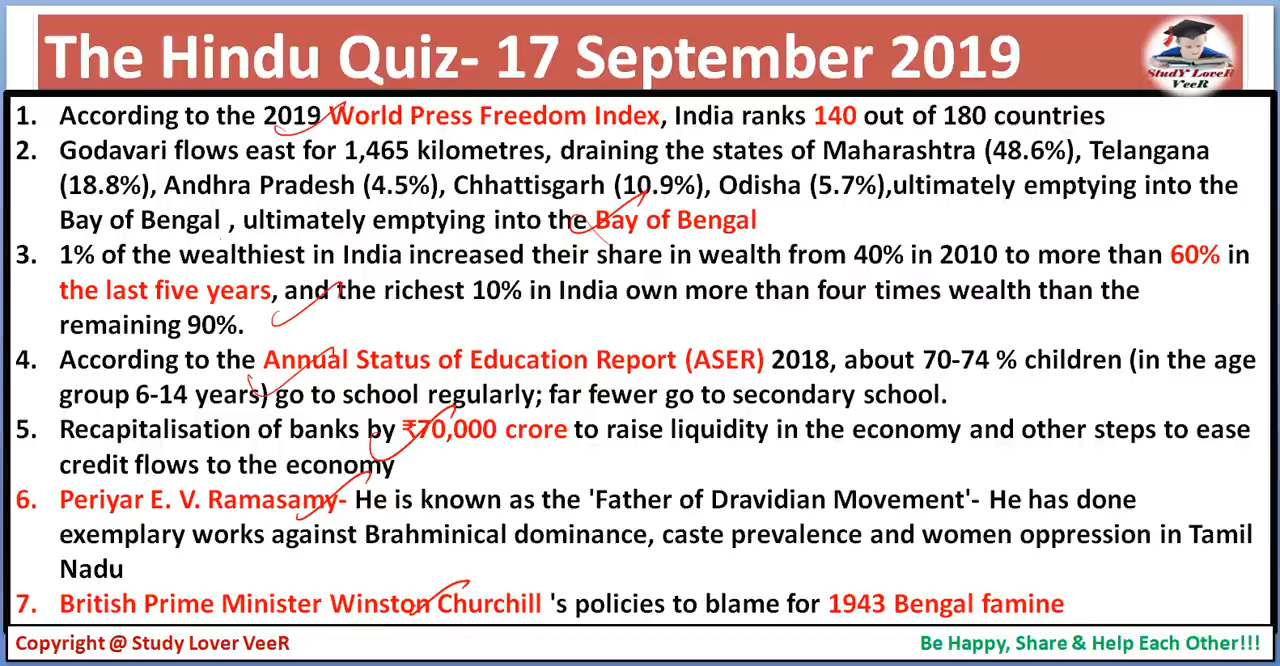 The Hindu Quiz- 17 September 2019
StudY LoveR
VeeR
1. According to the 2019 World Press Freedom Index, India ranks 140 out of 180 countries
2. Godavari flows east for 1,465 kilometres, draining the states of Maharashtra (48.6%), Telangana
(18.8%), Andhra Pradesh (4.5%), Chhattisgarh (10.9%), Odisha (5.7%),ultimately emptying into the
Bay of Bengal , ultimately emptying into the Bay of Bengal
3. 1% of the wealthiest in India increased their share in wealth from 40% in 2010 to more than 60% in
the last five years, and the richest 10% in India own more than four times wealth than the
remaining 90%.
4. According to the Annual Status of Education Report (ASER) 2018, about 70-74 % children (in the age
group 6-14 years) go to school regularly; far fewer go to secondary school.
5. Recapitalisation of banks by ₹70,000 crore to raise liquidity in the economy and other steps to ease
credit flows to the economy
6. Periyar E. V. Ramasamy- He is known as the 'Father of Dravidian Movement'- He has done
exemplary works against Brahminical dominance, caste prevalence and women oppression in Tamil
Nadu
7. British Prime Minister Winston Churchill 's policies to blame for 1943 Bengal famine
Copyright @ Study Lover VeeR
Be Happy, Share & Help Each Other!!!